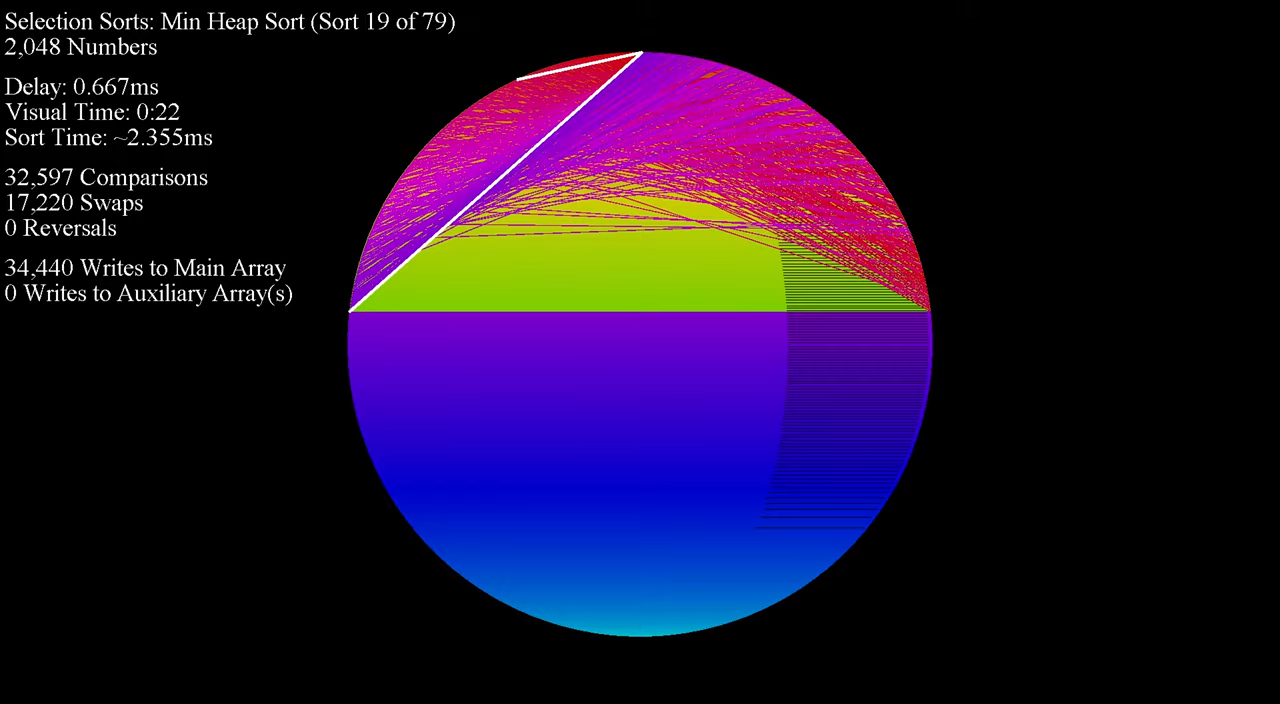 Selection Sorts: Min Heap Sort (Sort 19 of 79)
2,048 Numbers
Delay: 0.667ms
Visual Time: 0:22
Sort Time: ~2.355ms
32,597 Comparisons
17,220 Swaps
0 Reversals
34,440 Writes to Main Array
0 Writes to Auxiliary Array(s)